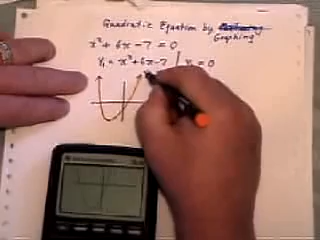 Quadratic Equation by
Graphing
x² + 6x - 7 = 0
y₁ = x² + 6x - 7 | y₂ = 0